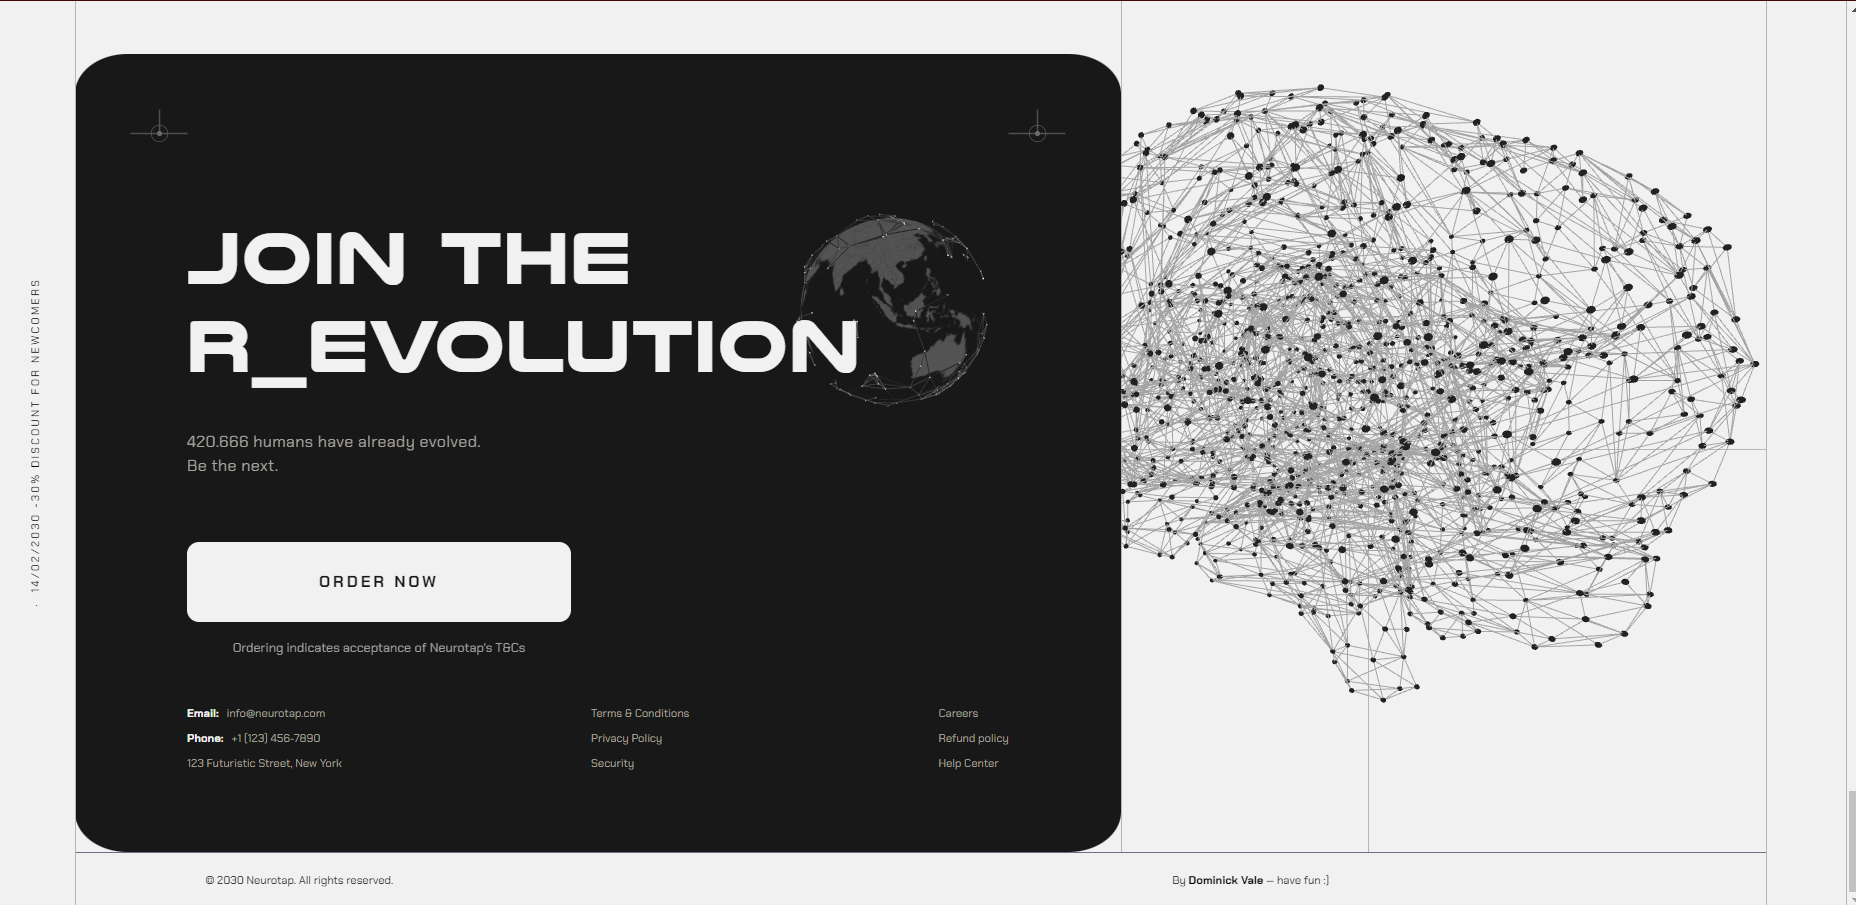 · 14/02/2030 -30% DISCOUNT FOR NEWCOMERS
JOIN THE
R_EVOLUTION
420.666 humans have already evolved.
Be the next.
ORDER NOW
Ordering indicates acceptance of Neurotap's T&Cs
Email: info@neurotap.com
Phone: +1 (123) 456-7890
123 Futuristic Street, New York
Terms & Conditions
Privacy Policy
Security
Careers
Refund policy
Help Center
© 2030 Neurotap. All rights reserved.
By Dominick Vale — have fun :]